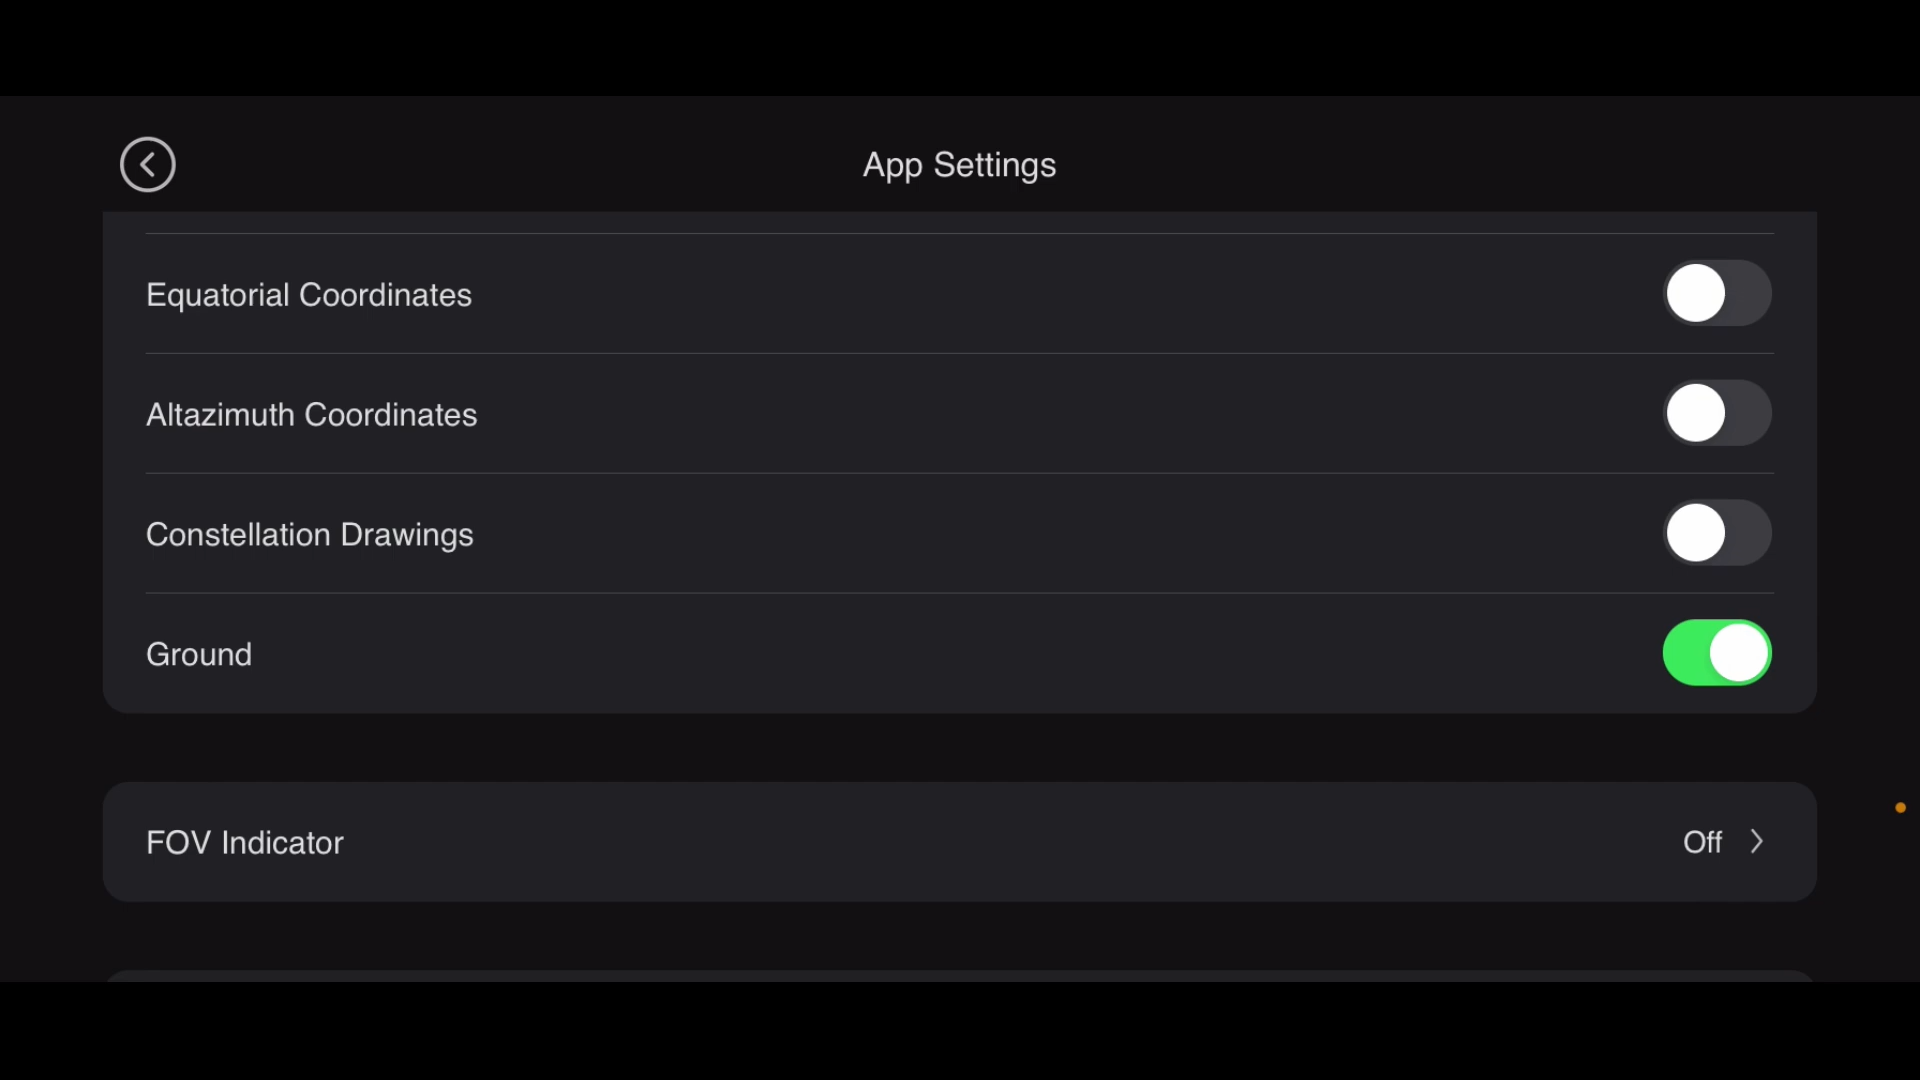 App Settings
Equatorial Coordinates
Altazimuth Coordinates
Constellation Drawings
Ground
FOV Indicator Off